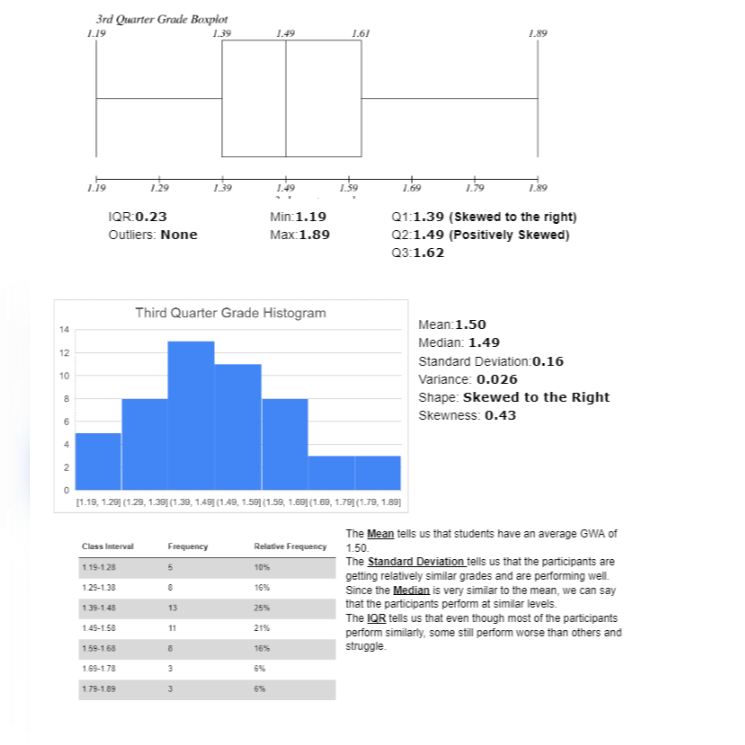 3rd Quarter Grade Boxplot
1.19 1.39 1.49 1.61 1.89
1.19 1.29 1.39 1.49 1.59 1.69 1.79 1.89
IQR:0.23 Min:1.19 Q1:1.39 (Skewed to the right)
Outliers: None Max:1.89 Q2:1.49 (Positively Skewed)
Q3:1.62
Third Quarter Grade Histogram
14
12
10
8
6
4
2
0
[1.19, 1.29] (1.29, 1.39] (1.39, 1.49] (1.49, 1.59] (1.59, 1.69] (1.69, 1.79] (1.79, 1.89]
Mean:1.50
Median: 1.49
Standard Deviation:0.16
Variance: 0.026
Shape: Skewed to the Right
Skewness: 0.43
Class Interval Frequency Relative Frequency
1.19-1.28 5 10%
1.29-1.38 8 16%
1.39-1.48 13 25%
1.49-1.58 11 21%
1.59-1.68 8 16%
1.69-1.78 3 6%
1.79-1.89 3 6%
The Mean tells us that students have an average GWA of
1.50.
The Standard Deviation tells us that the participants are
getting relatively similar grades and are performing well.
Since the Median is very similar to the mean, we can say
that the participants perform at similar levels.
The IQR tells us that even though most of the participants
perform similarly, some still perform worse than others and
struggle.